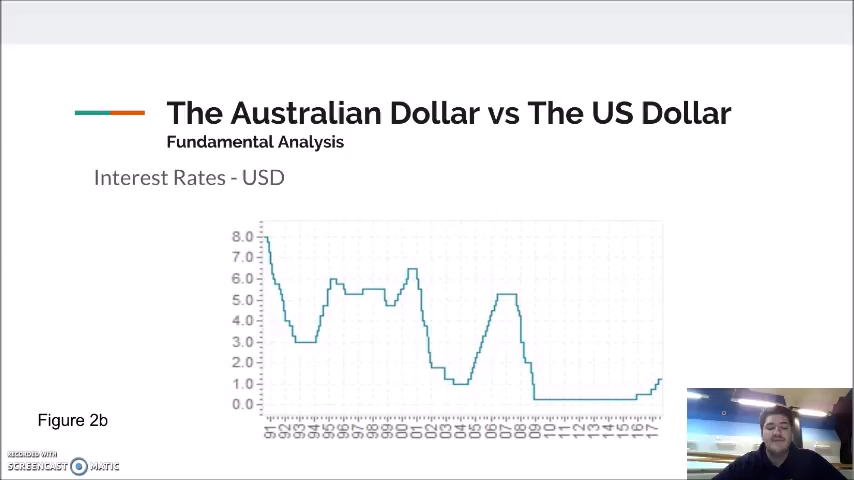 The Australian Dollar vs The US Dollar
Fundamental Analysis
Interest Rates - USD
8.0
7.0
6.0
5.0
4.0
3.0
2.0
1.0
0.0
91 92 93 94 95 96 97 98 99 00 01 02 03 04 05 06 07 08 09 10 11 12 13 14 15 16 17
Figure 2b
RECORDED WITH
SCREENCAST MATIC